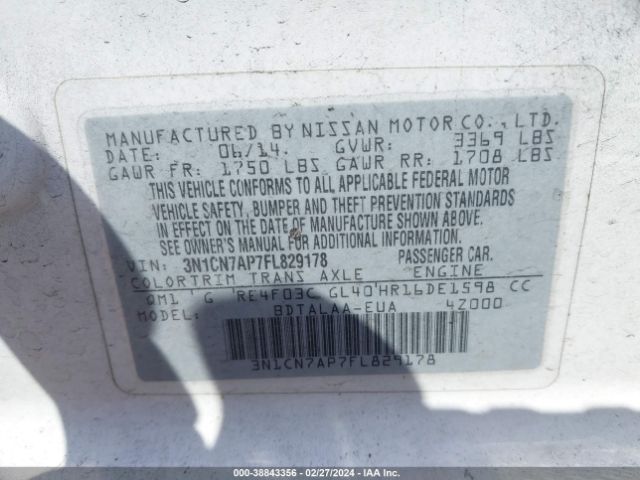 MANUFACTURED BY NISSAN MOTOR CO., LTD.
DATE: 06/14. GVWR: 3369 LBS
GAWR FR: 1750 LBS GAWR RR: 1708 LBS
THIS VEHICLE CONFORMS TO ALL APPLICABLE FEDERAL MOTOR
VEHICLE SAFETY, BUMPER AND THEFT PREVENTION STANDARDS
IN EFFECT ON THE DATE OF MANUFACTURE SHOWN ABOVE.
SEE OWNER'S MANUAL FOR ADDITIONAL INFORMATION
VIN: 3N1CN7AP7FL829178 PASSENGER CAR.
COLOR TRIM TRANS AXLE ENGINE
QM1 G RE4F03C GL40 HR16DE 1598 CC
MODEL: BDTALAA-EUA 4Z000
3N1CN7AP7FL829178
000-38843356 - 02/27/2024 - IAA, Inc.